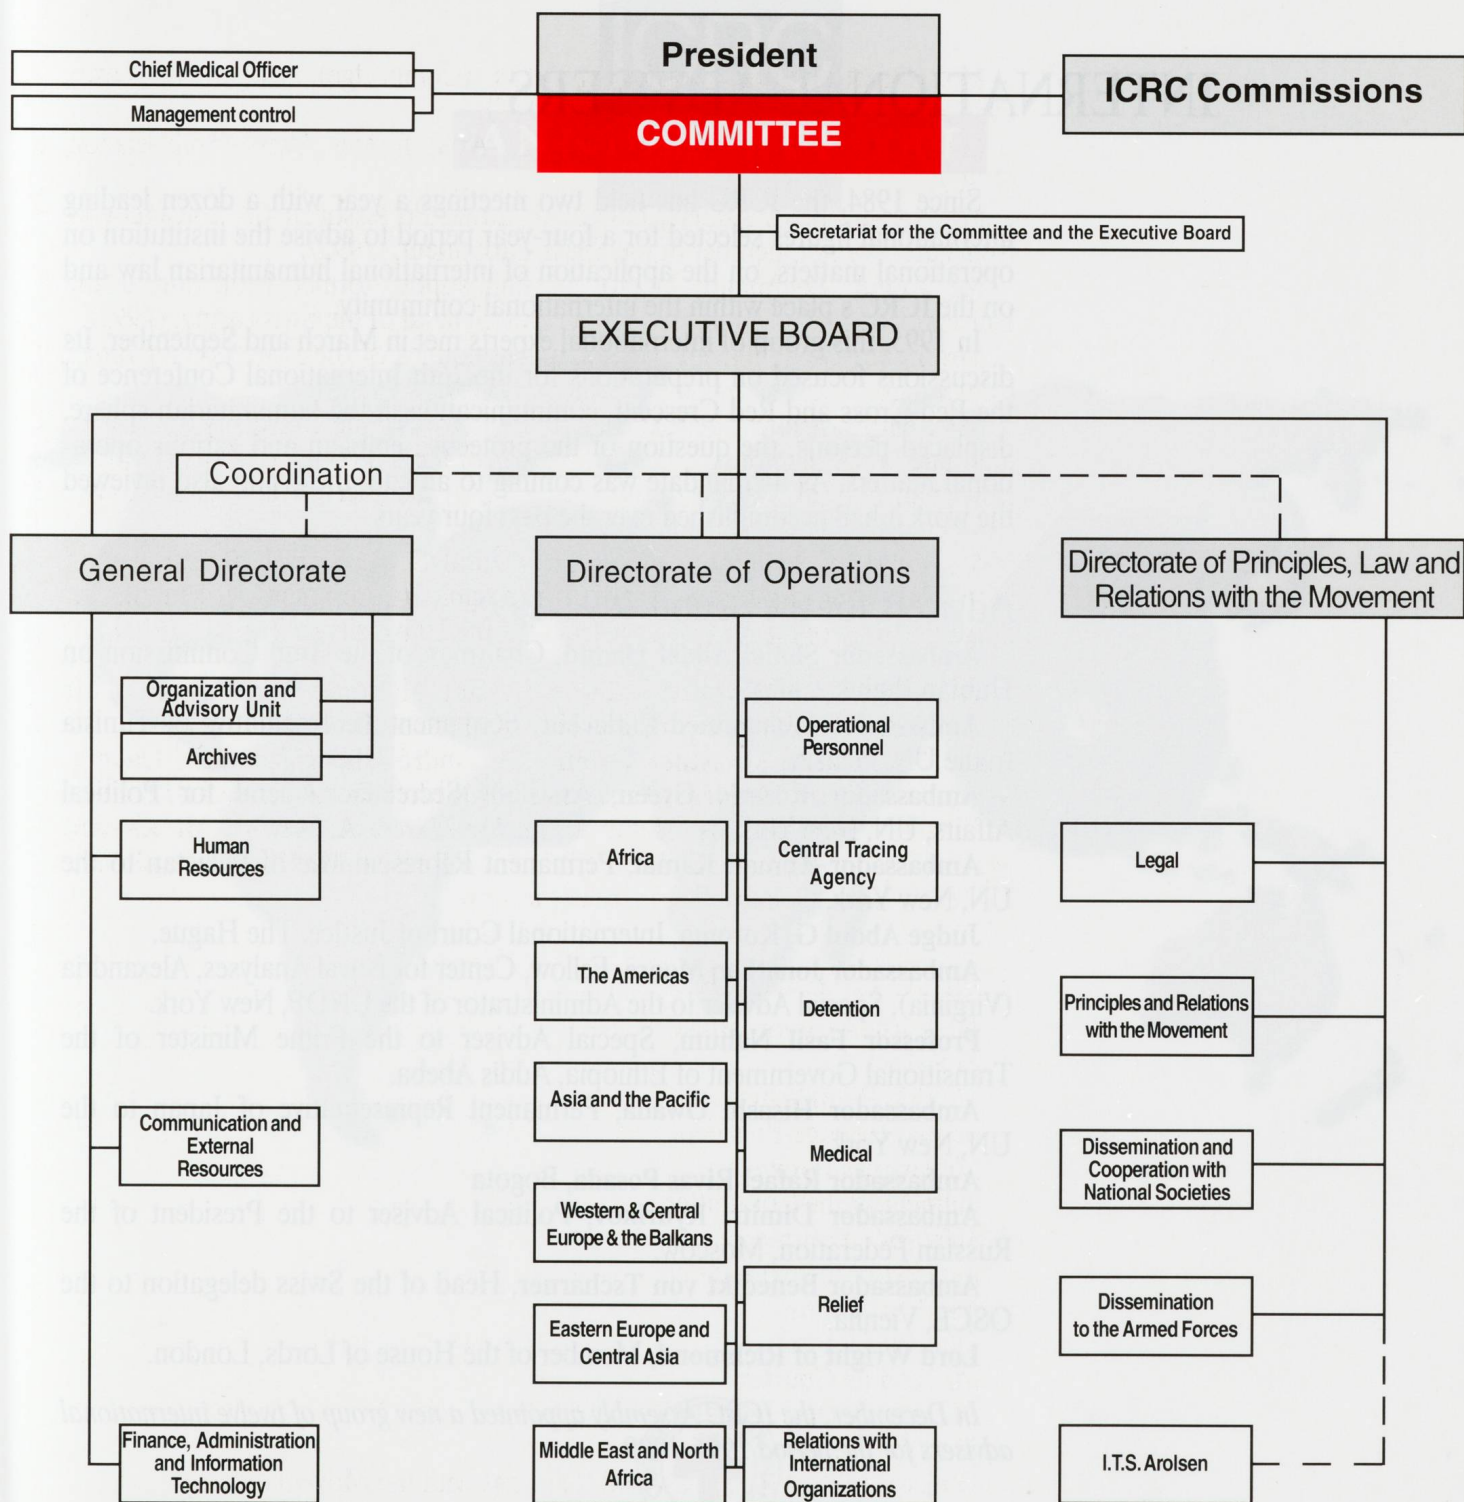 President
Chief Medical Officer
ICRC Commissions
Management control
COMMITTEE
Secretariat for the Committee and the Executive Board
EXECUTIVE BOARD
Coordination
General Directorate
Directorate of Operations
Directorate of Principles, Law and
Relations with the Movement
Organization and
Advisory Unit
Archives
Human
Resources
Communication and
External
Resources
Finance, Administration
and Information
Technology
Operational
Personnel
Africa
Central Tracing
Agency
The Americas
Detention
Asia and the Pacific
Medical
Western & Central
Europe & the Balkans
Relief
Eastern Europe and
Central Asia
Middle East and North
Africa
Relations with
International
Organizations
Legal
Principles and Relations
with the Movement
Dissemination and
Cooperation with
National Societies
Dissemination
to the Armed Forces
I.T.S. Arolsen